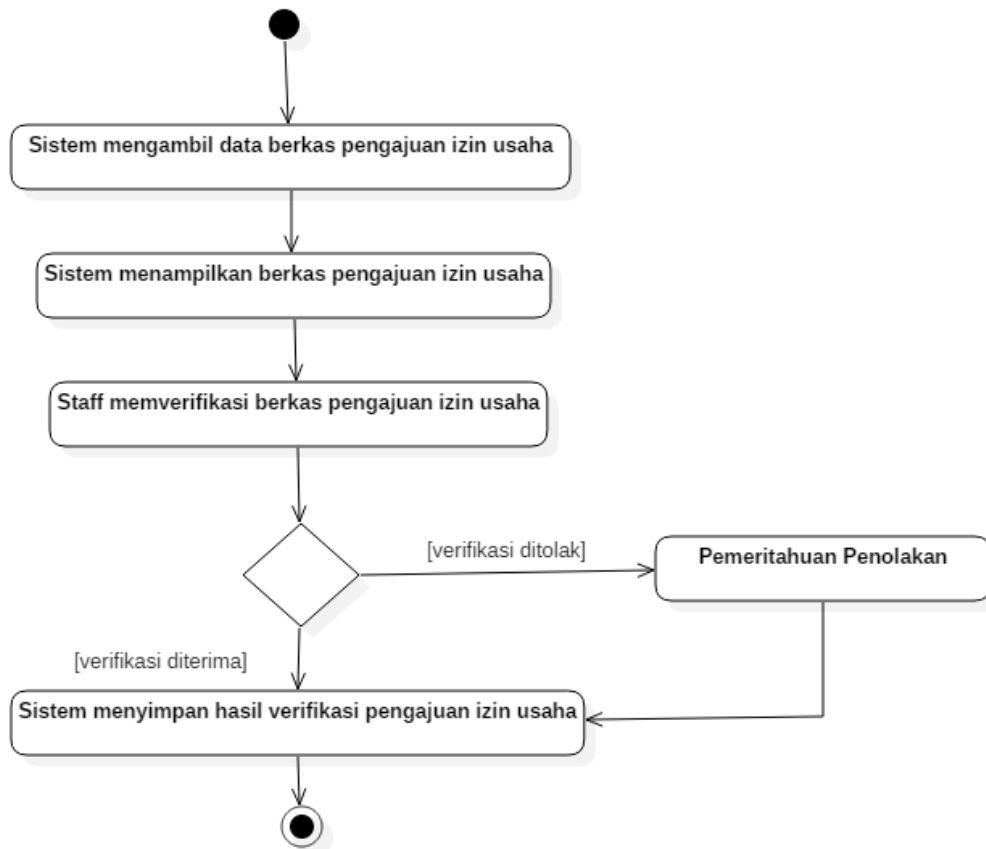 Sistem mengambil data berkas pengajuan izin usaha
Sistem menampilkan berkas pengajuan izin usaha
Staff memverifikasi berkas pengajuan izin usaha
[verifikasi ditolak]
Pemeritahuan Penolakan
[verifikasi diterima]
Sistem menyimpan hasil verifikasi pengajuan izin usaha